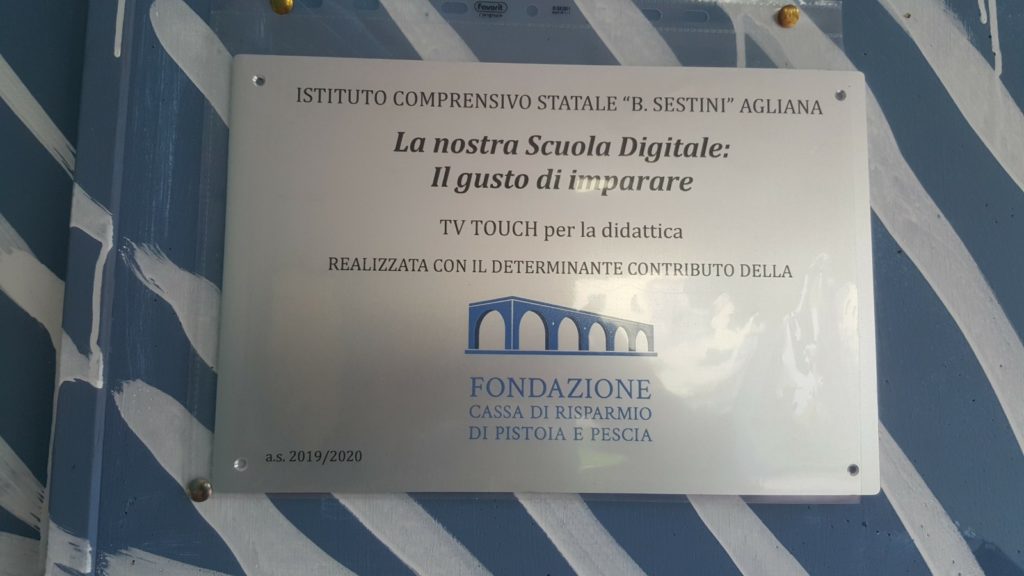 Favorit
ISTITUTO COMPRENSIVO STATALE "B. SESTINI" AGLIANA
La nostra Scuola Digitale:
Il gusto di imparare
TV TOUCH per la didattica
REALIZZATA CON IL DETERMINANTE CONTRIBUTO DELLA
FONDAZIONE
CASSA DI RISPARMIO
DI PISTOIA E PESCIA
a.s. 2019/2020